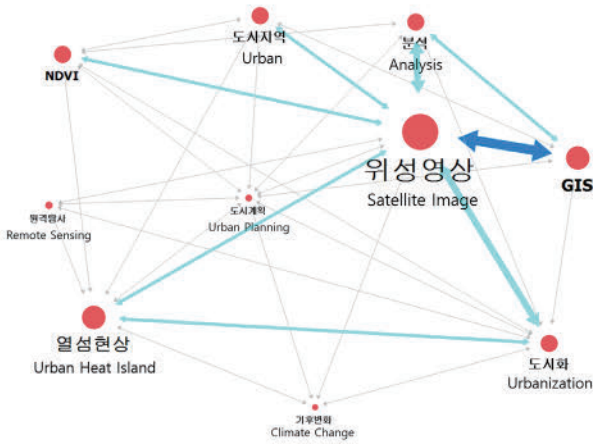 도시지역
Urban
분석
Analysis
NDVI
위성영상
Satellite Image
GIS
원격탐사
Remote Sensing
도시계획
Urban Planning
열섬현상
Urban Heat Island
도시화
Urbanization
기후변화
Climate Change